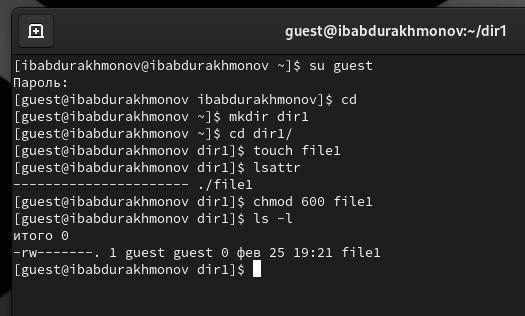 guest@ibabdurakhmonov:~/dir1
[ibabdurakhmonov@ibabdurakhmonov ~]$ su guest
Пароль:
[guest@ibabdurakhmonov ibabdurakhmonov]$ cd
[guest@ibabdurakhmonov ~]$ mkdir dir1
[guest@ibabdurakhmonov ~]$ cd dir1/
[guest@ibabdurakhmonov dir1]$ touch file1
[guest@ibabdurakhmonov dir1]$ lsattr
---------------------- ./file1
[guest@ibabdurakhmonov dir1]$ chmod 600 file1
[guest@ibabdurakhmonov dir1]$ ls -l
итого 0
-rw-------. 1 guest guest 0 фев 25 19:21 file1
[guest@ibabdurakhmonov dir1]$